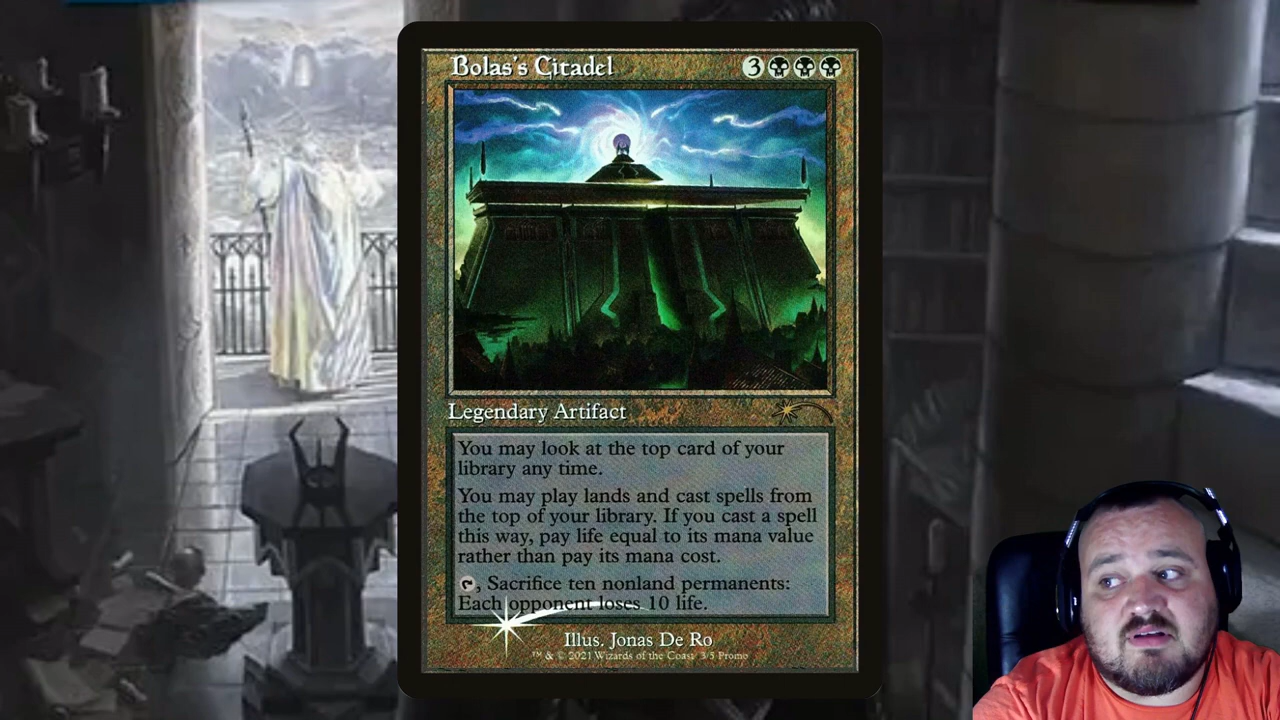 Bolas's Citadel 3
Legendary Artifact
You may look at the top card of your
library any time.
You may play lands and cast spells from
the top of your library. If you cast a spell
this way, pay life equal to its mana value
rather than pay its mana cost.
, Sacrifice ten nonland permanents:
Each opponent loses 10 life.
Illus. Jonas De Ro
™ & © 2021 Wizards of the Coast 3/5 Promo